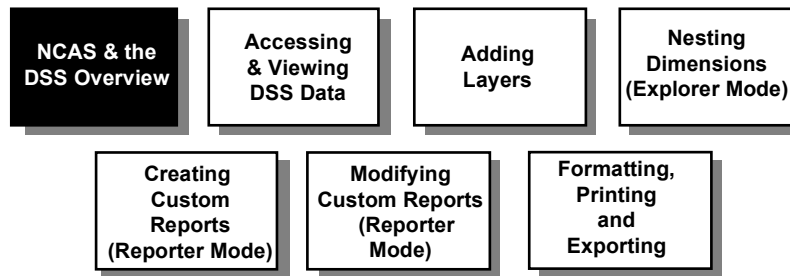 NCAS & the
DSS Overview
Accessing
& Viewing
DSS Data
Adding
Layers
Nesting
Dimensions
(Explorer Mode)
Creating
Custom
Reports
(Reporter Mode)
Modifying
Custom Reports
(Reporter
Mode)
Formatting,
Printing
and
Exporting